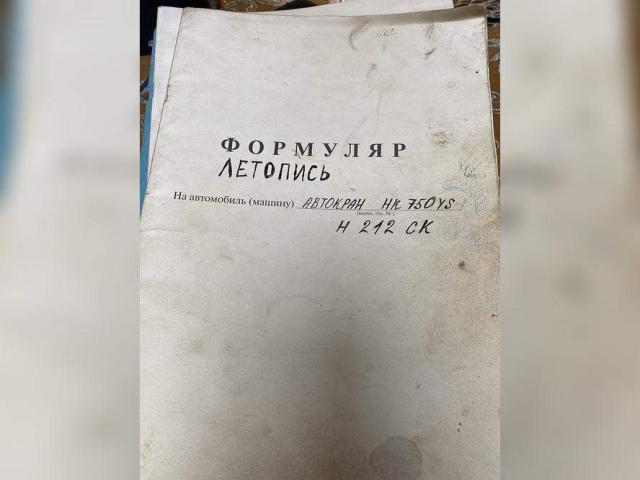 ФОРМУЛЯР
ЛЕТОПИСЬ
На автомобиль (машину) АВТОКРАН НК 750YS
(марка, гос. №)
Н 212 СК